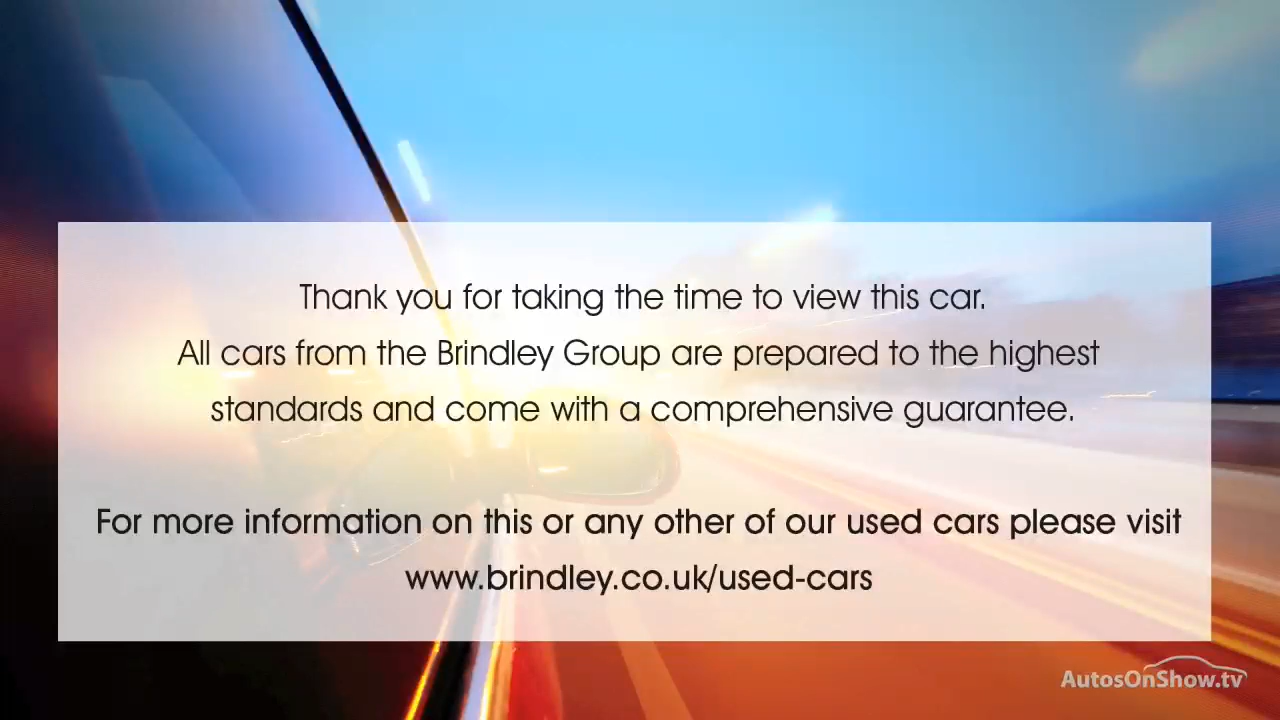 Thank you for taking the time to view this car.
All cars from the Brindley Group are prepared to the highest
standards and come with a comprehensive guarantee.
For more information on this or any other of our used cars please visit
www.brindley.co.uk/used-cars
AutosOnShow.tv